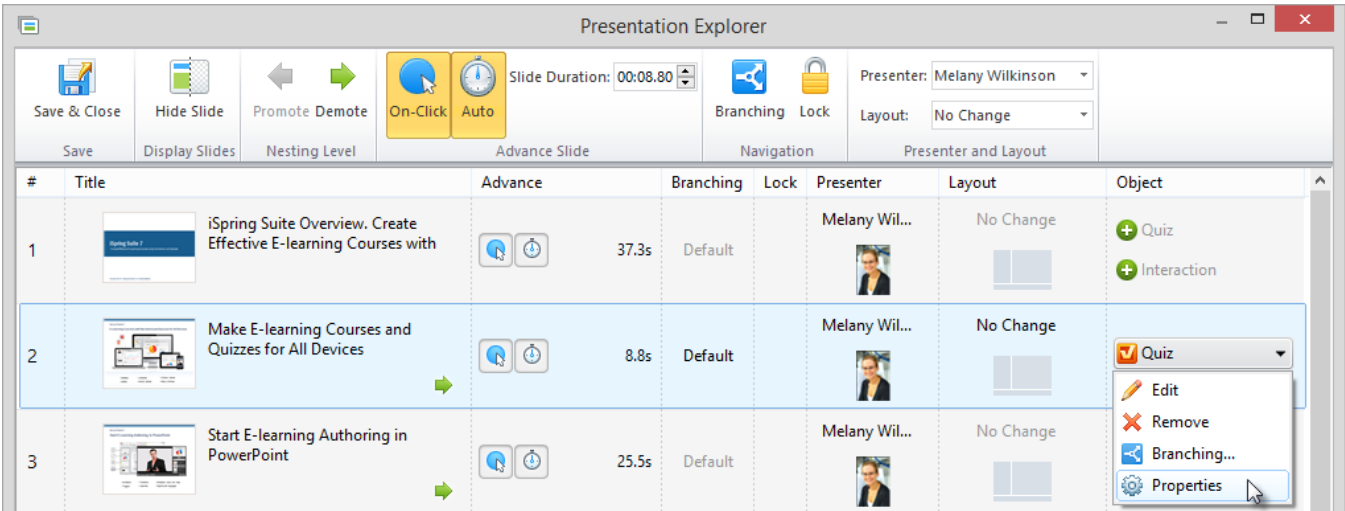 Presentation Explorer
Save & Close
Hide Slide
Promote Demote
On-Click
Auto
Slide Duration: 00:08.80
Branching
Lock
Presenter: Melany Wilkinson
Layout: No Change
Save
Display Slides
Nesting Level
Advance Slide
Navigation
Presenter and Layout
# Title Advance Branching Lock Presenter Layout Object
1
iSpring Suite 7
iSpring Suite Overview. Create
Effective E-learning Courses with
37.3s
Default
Melany Wil...
No Change
Quiz
Interaction
2
Make E-learning Courses and
Quizzes for All Devices
8.8s
Default
Melany Wil...
No Change
Quiz
Edit
Remove
Branching...
Properties
3
Start E-learning Authoring in
PowerPoint
25.5s
Default
Melany Wil...
No Change